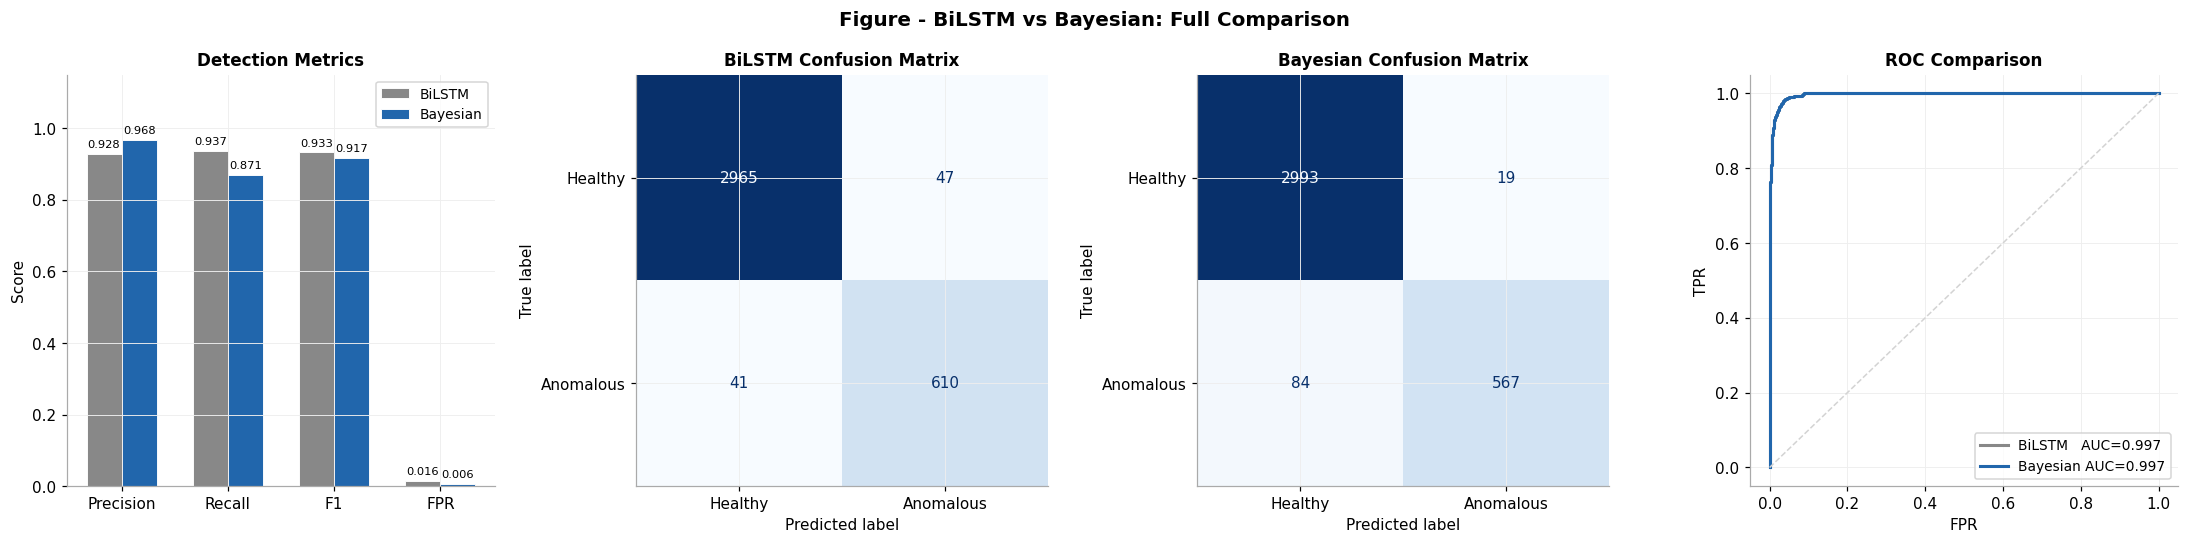 Figure - BiLSTM vs Bayesian: Full Comparison
Detection Metrics
BiLSTM
Bayesian
0.928
0.968
0.937
0.871
0.933
0.917
0.016
0.006
Score
1.0
0.8
0.6
0.4
0.2
0.0
Precision
Recall
F1
FPR
BiLSTM Confusion Matrix
True label
Healthy
2965
47
Anomalous
41
610
Healthy
Anomalous
Predicted label
Bayesian Confusion Matrix
True label
Healthy
2993
19
Anomalous
84
567
Healthy
Anomalous
Predicted label
ROC Comparison
TPR
1.0
0.8
0.6
0.4
0.2
0.0
BiLSTM AUC=0.997
Bayesian AUC=0.997
0.0
0.2
0.4
0.6
0.8
1.0
FPR